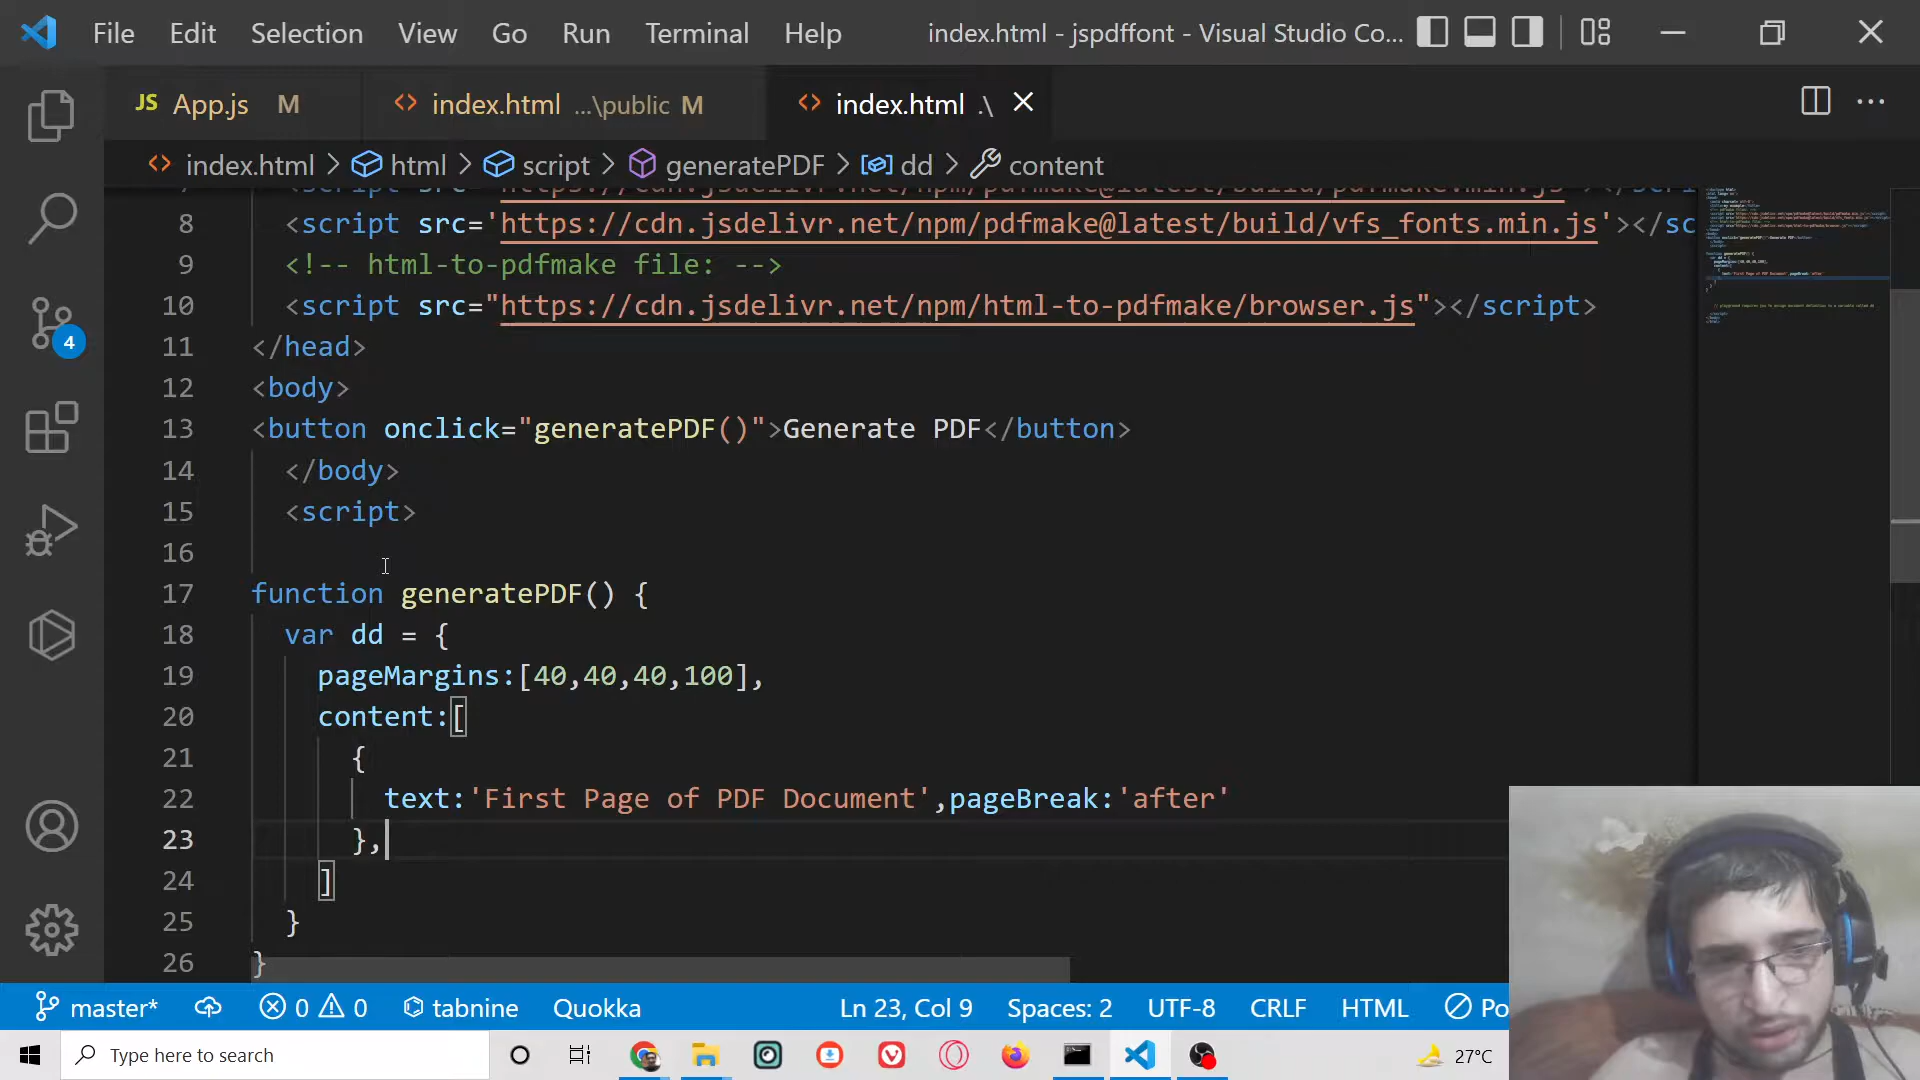 File Edit Selection View Go Run Terminal Help index.html - jspdffont - Visual Studio Co...
JS App.js M index.html ...\public M index.html .\
index.html > html > script > generatePDF > dd > content
8 <script src='https://cdn.jsdelivr.net/npm/pdfmake@latest/build/vfs_fonts.min.js'></sc
9 <!-- html-to-pdfmake file: -->
10 <script src="https://cdn.jsdelivr.net/npm/html-to-pdfmake/browser.js"></script>
11 </head>
12 <body>
13 <button onclick="generatePDF()">Generate PDF</button>
14 </body>
15 <script>
16
17 function generatePDF() {
18 var dd = {
19 pageMargins:[40,40,40,100],
20 content:[
21 {
22 text:'First Page of PDF Document',pageBreak:'after'
23 },
24 ]
25 }
26 }
4
master* 0 0 tabnine Quokka Ln 23, Col 9 Spaces: 2 UTF-8 CRLF HTML Po
Type here to search 27°C